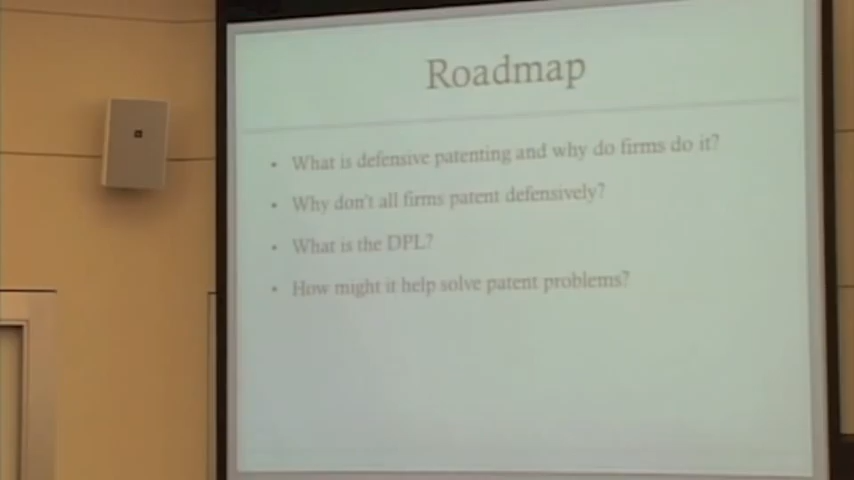 Roadmap
• What is defensive patenting and why do firms do it?
• Why don't all firms patent defensively?
• What is the DPL?
• How might it help solve patent problems?